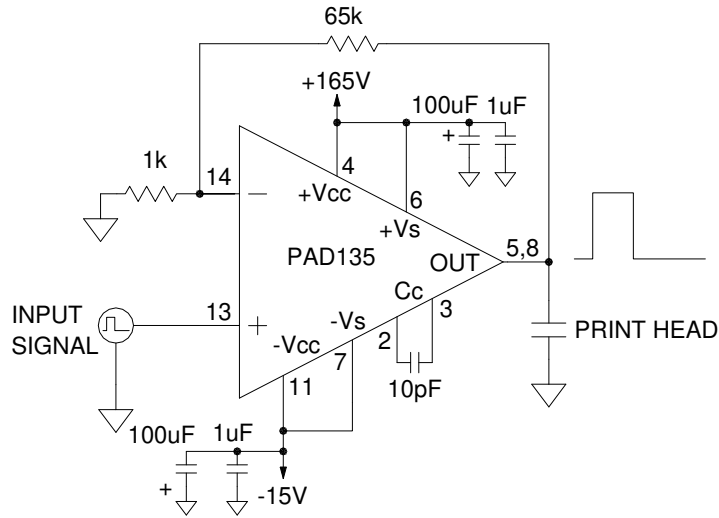 65k
+165V
100uF 1uF
+
1k
14
4
+Vcc
6
+Vs
PAD135
OUT
5,8
13
INPUT
SIGNAL
+
−
Cc
3
-Vs
-Vcc
2
7
11
10pF
PRINT HEAD
100uF 1uF
+
-15V